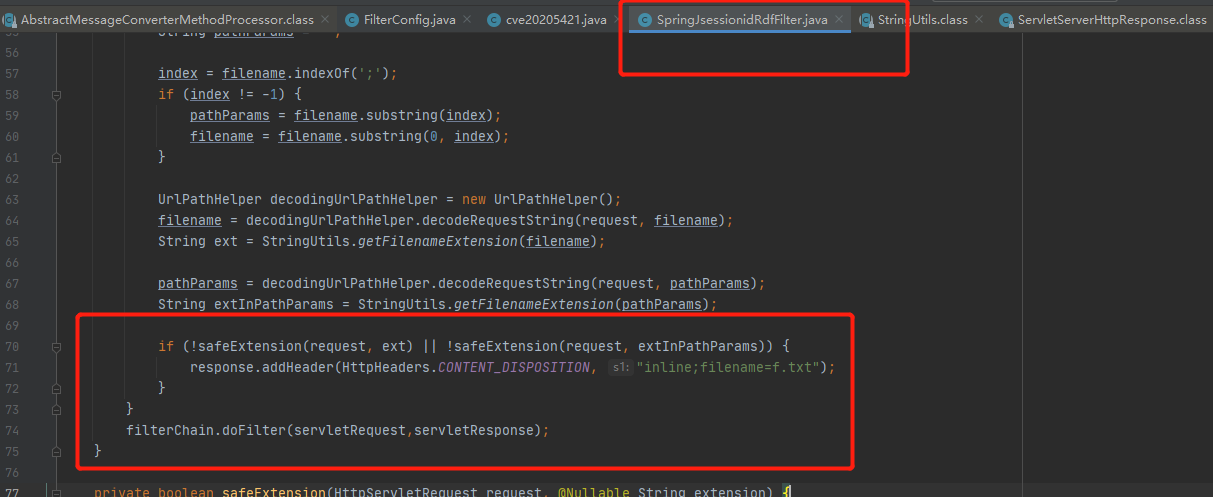 AbstractMessageConverterMethodProcessor.class × FilterConfig.java × cve20205421.java × SpringJsessionidRdfFilter.java × StringUtils.class × ServletServerHttpResponse.class
56
57 index = filename.indexOf(';');
58 if (index != -1) {
59 pathParams = filename.substring(index);
60 filename = filename.substring(0, index);
61 }
62
63 UrlPathHelper decodingUrlPathHelper = new UrlPathHelper();
64 filename = decodingUrlPathHelper.decodeRequestString(request, filename);
65 String ext = StringUtils.getFilenameExtension(filename);
66
67 pathParams = decodingUrlPathHelper.decodeRequestString(request, pathParams);
68 String extInPathParams = StringUtils.getFilenameExtension(pathParams);
69
70 if (!safeExtension(request, ext) || !safeExtension(request, extInPathParams)) {
71 response.addHeader(HttpHeaders.CONTENT_DISPOSITION, s1: "inline;filename=f.txt");
72 }
73 }
74 filterChain.doFilter(servletRequest,servletResponse);
75 }
76
77 private boolean safeExtension(HttpServletRequest request, @Nullable String extension) {